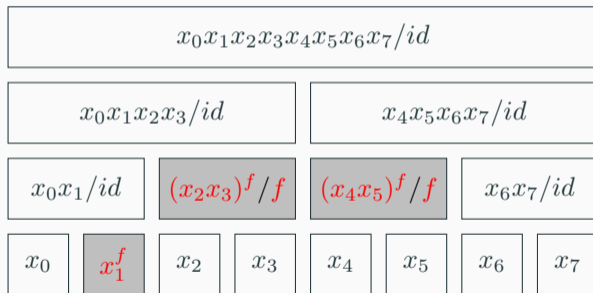 x₀x₁x₂x₃x₄x₅x₆x₇/id
x₀x₁x₂x₃/id x₄x₅x₆x₇/id
x₀x₁/id (x₂x₃)ᶠ/f (x₄x₅)ᶠ/f x₆x₇/id
x₀ x₁ᶠ x₂ x₃ x₄ x₅ x₆ x₇